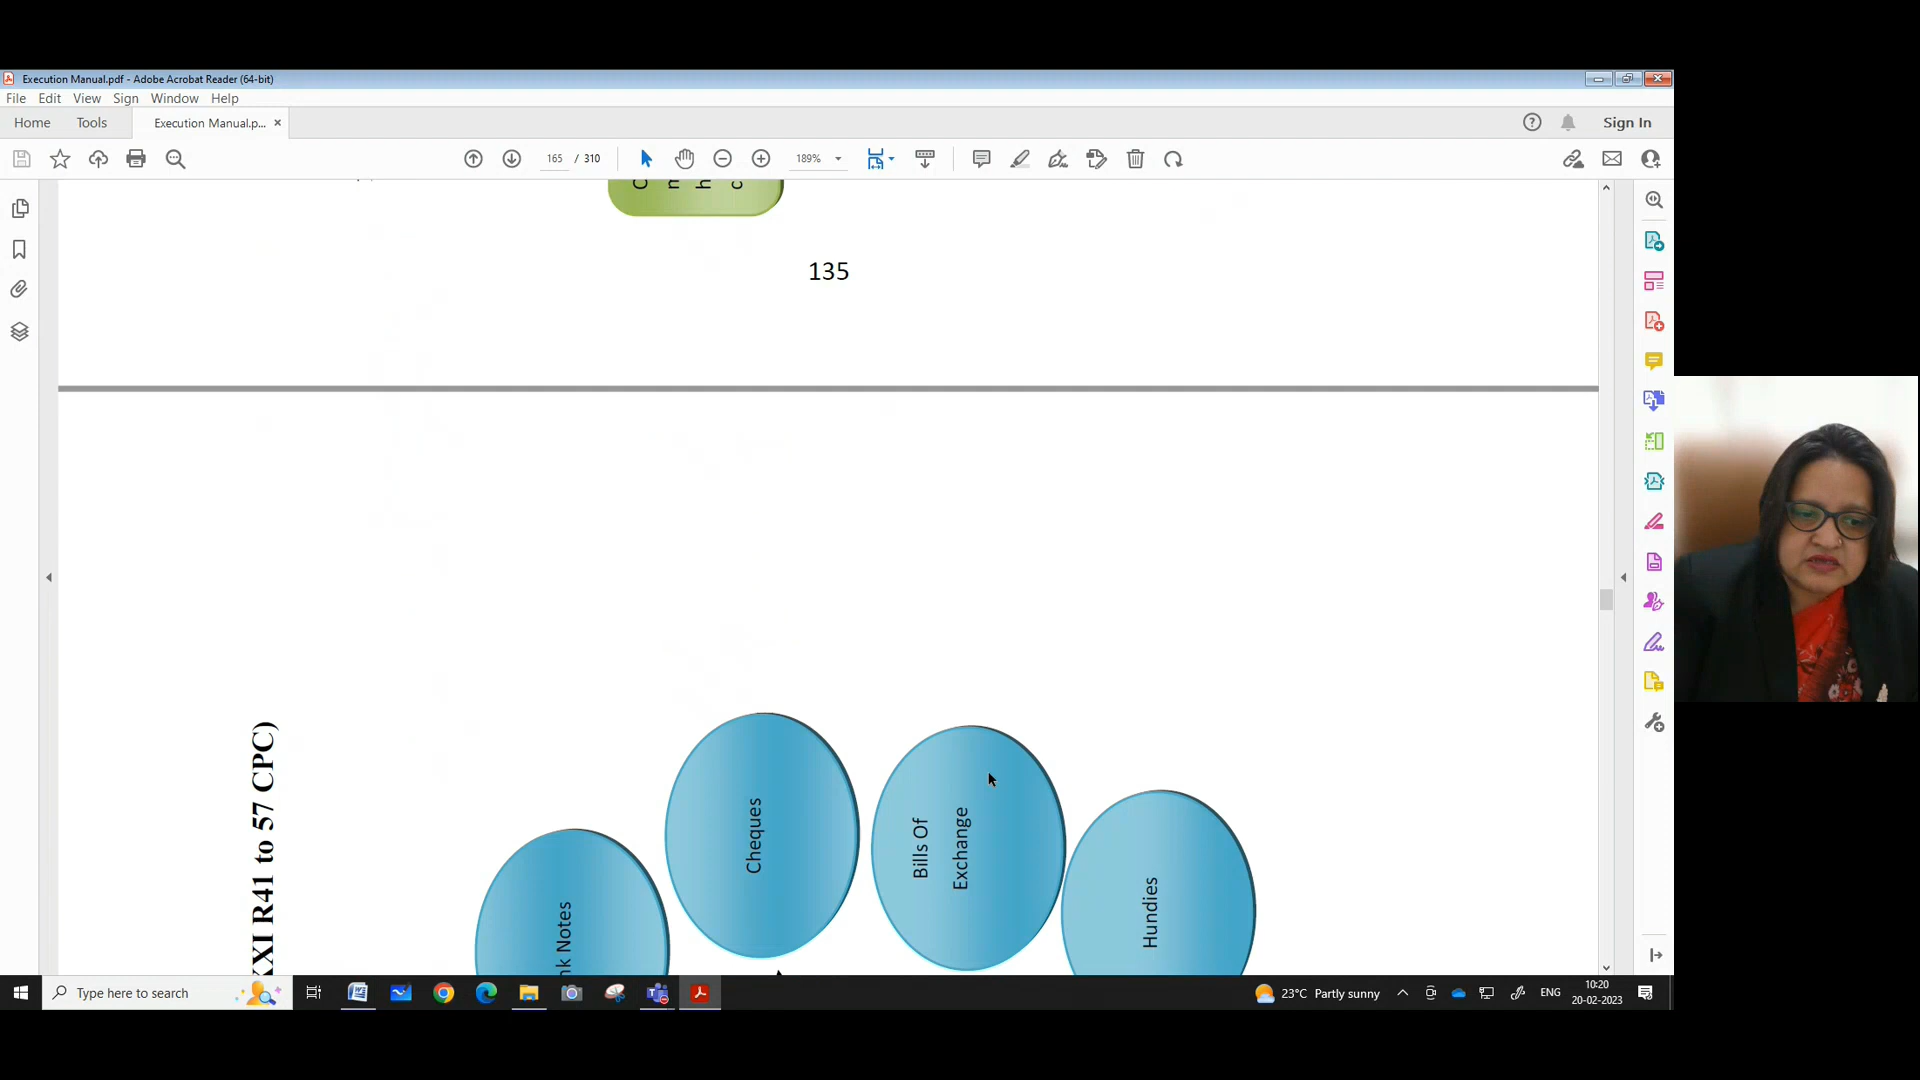 Execution Manual.pdf - Adobe Acrobat Reader (64-bit)
File Edit View Sign Window Help
Home Tools Execution Manual.p... × Sign In
165 / 310 189%
135
XXI R41 to 57 CPC)
Cheques
Bills Of
Exchange
Hundies
Notes
Type here to search
23°C Partly sunny
ENG
10:20
20-02-2023